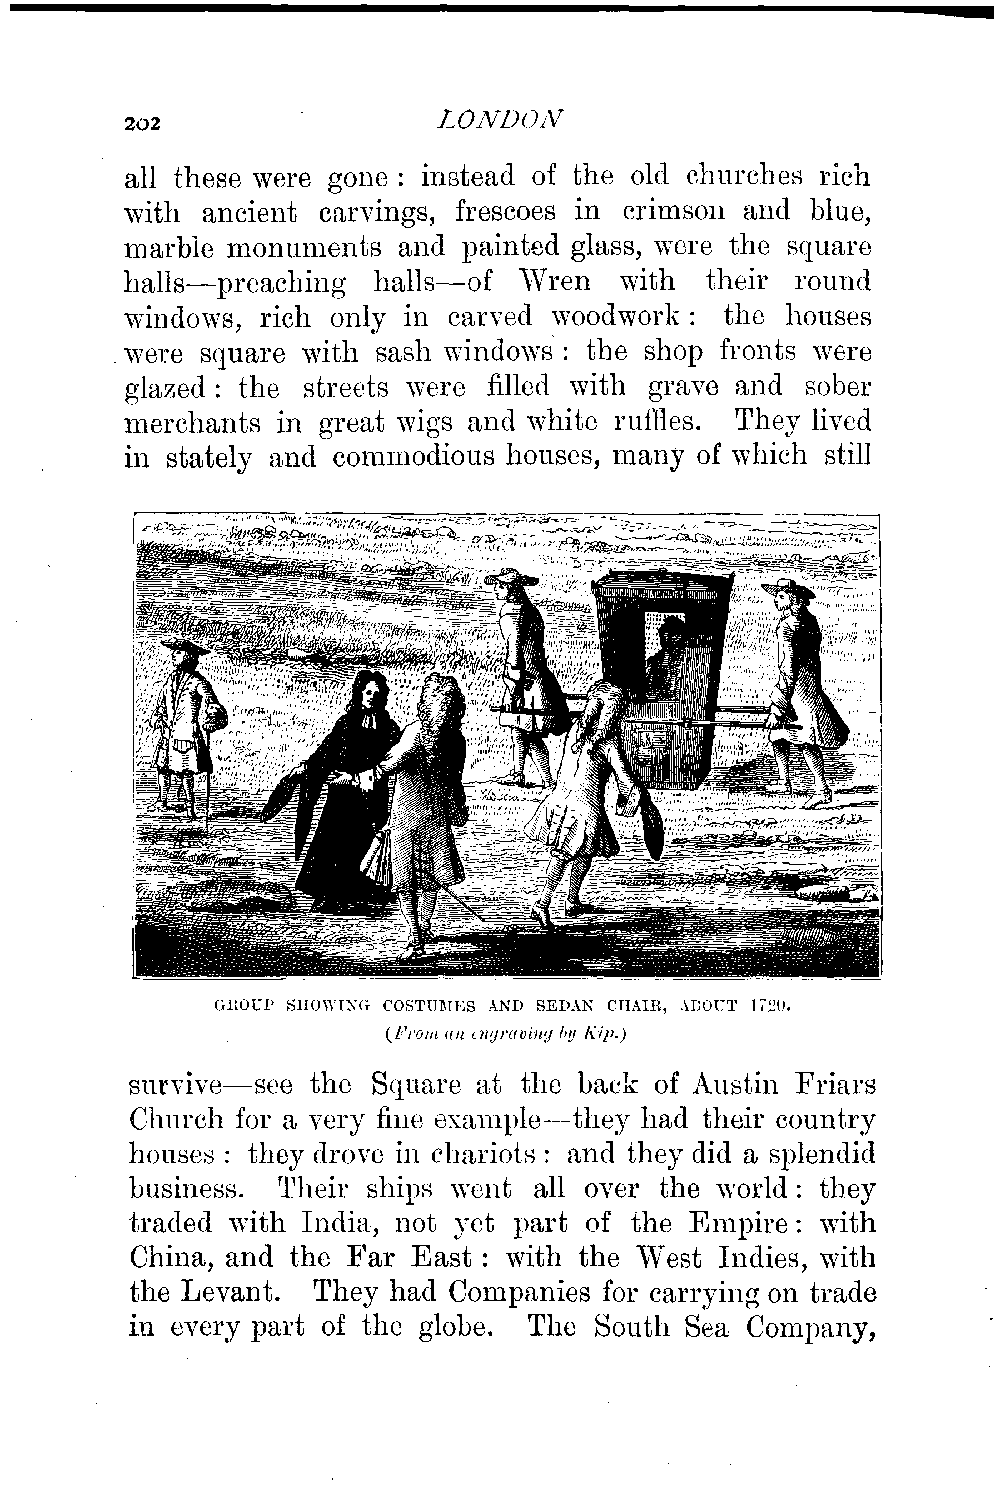 202 LONDON
all these were gone : instead of the old churches rich
with ancient carvings, frescoes in crimson and blue,
marble monuments and painted glass, were the square
halls—preaching halls—of Wren with their round
windows, rich only in carved woodwork : the houses
were square with sash windows : the shop fronts were
glazed : the streets were filled with grave and sober
merchants in great wigs and white ruffles. They lived
in stately and commodious houses, many of which still
GROUP SHOWING COSTUMES AND SEDAN CHAIR, ABOUT 1720.
(From an engraving by Kip.)
survive—see the Square at the back of Austin Friars
Church for a very fine example—they had their country
houses : they drove in chariots : and they did a splendid
business. Their ships went all over the world : they
traded with India, not yet part of the Empire : with
China, and the Far East : with the West Indies, with
the Levant. They had Companies for carrying on trade
in every part of the globe. The South Sea Company,